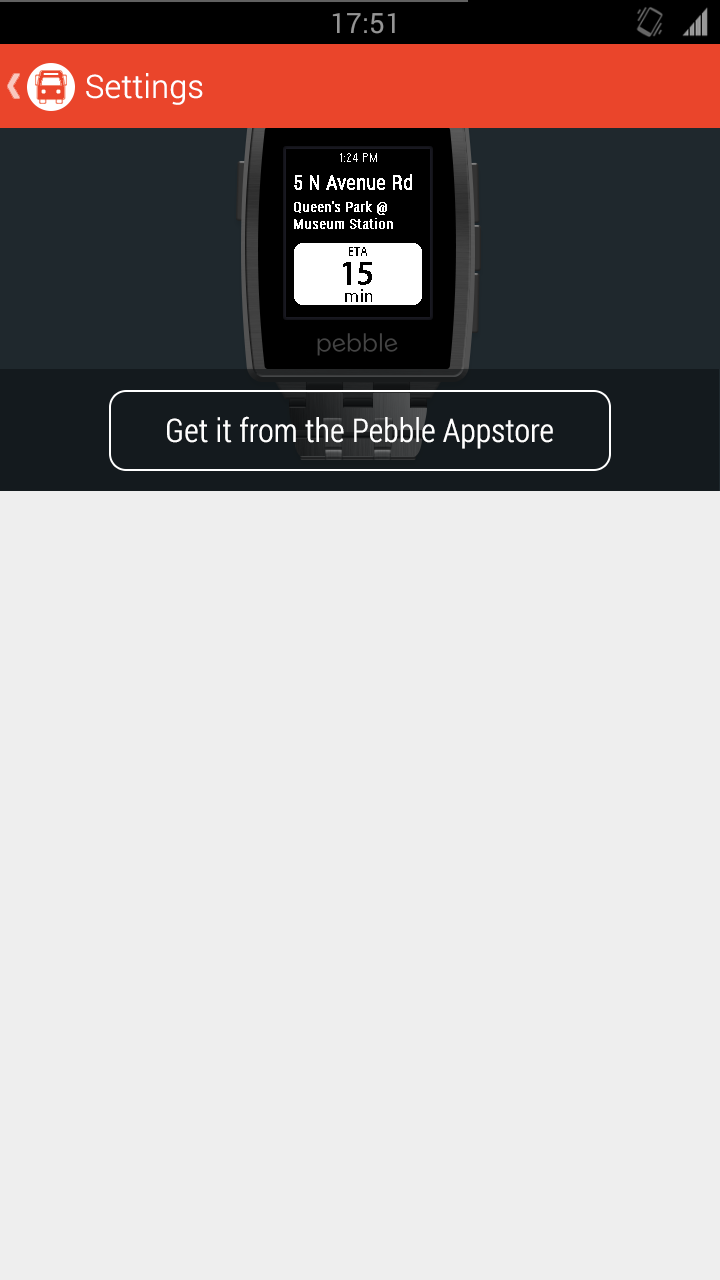 17:51
Settings
1:24 PM
5 N Avenue Rd
Queen's Park @
Museum Station
ETA
15
min
pebble
Get it from the Pebble Appstore